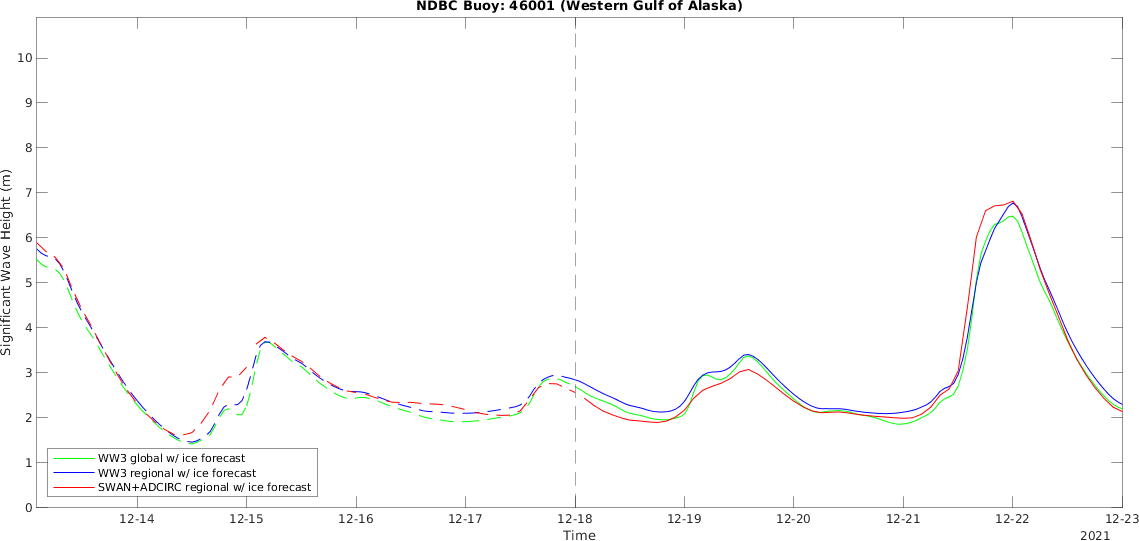 NDBC Buoy: 46001 (Western Gulf of Alaska)
10
9
8
7
6
5
4
3
2
1
0
Significant Wave Height (m)
WW3 global w/ ice forecast
WW3 regional w/ ice forecast
SWAN+ADCIRC regional w/ ice forecast
12-14 12-15 12-16 12-17 12-18 12-19 12-20 12-21 12-22 12-23
Time
2021